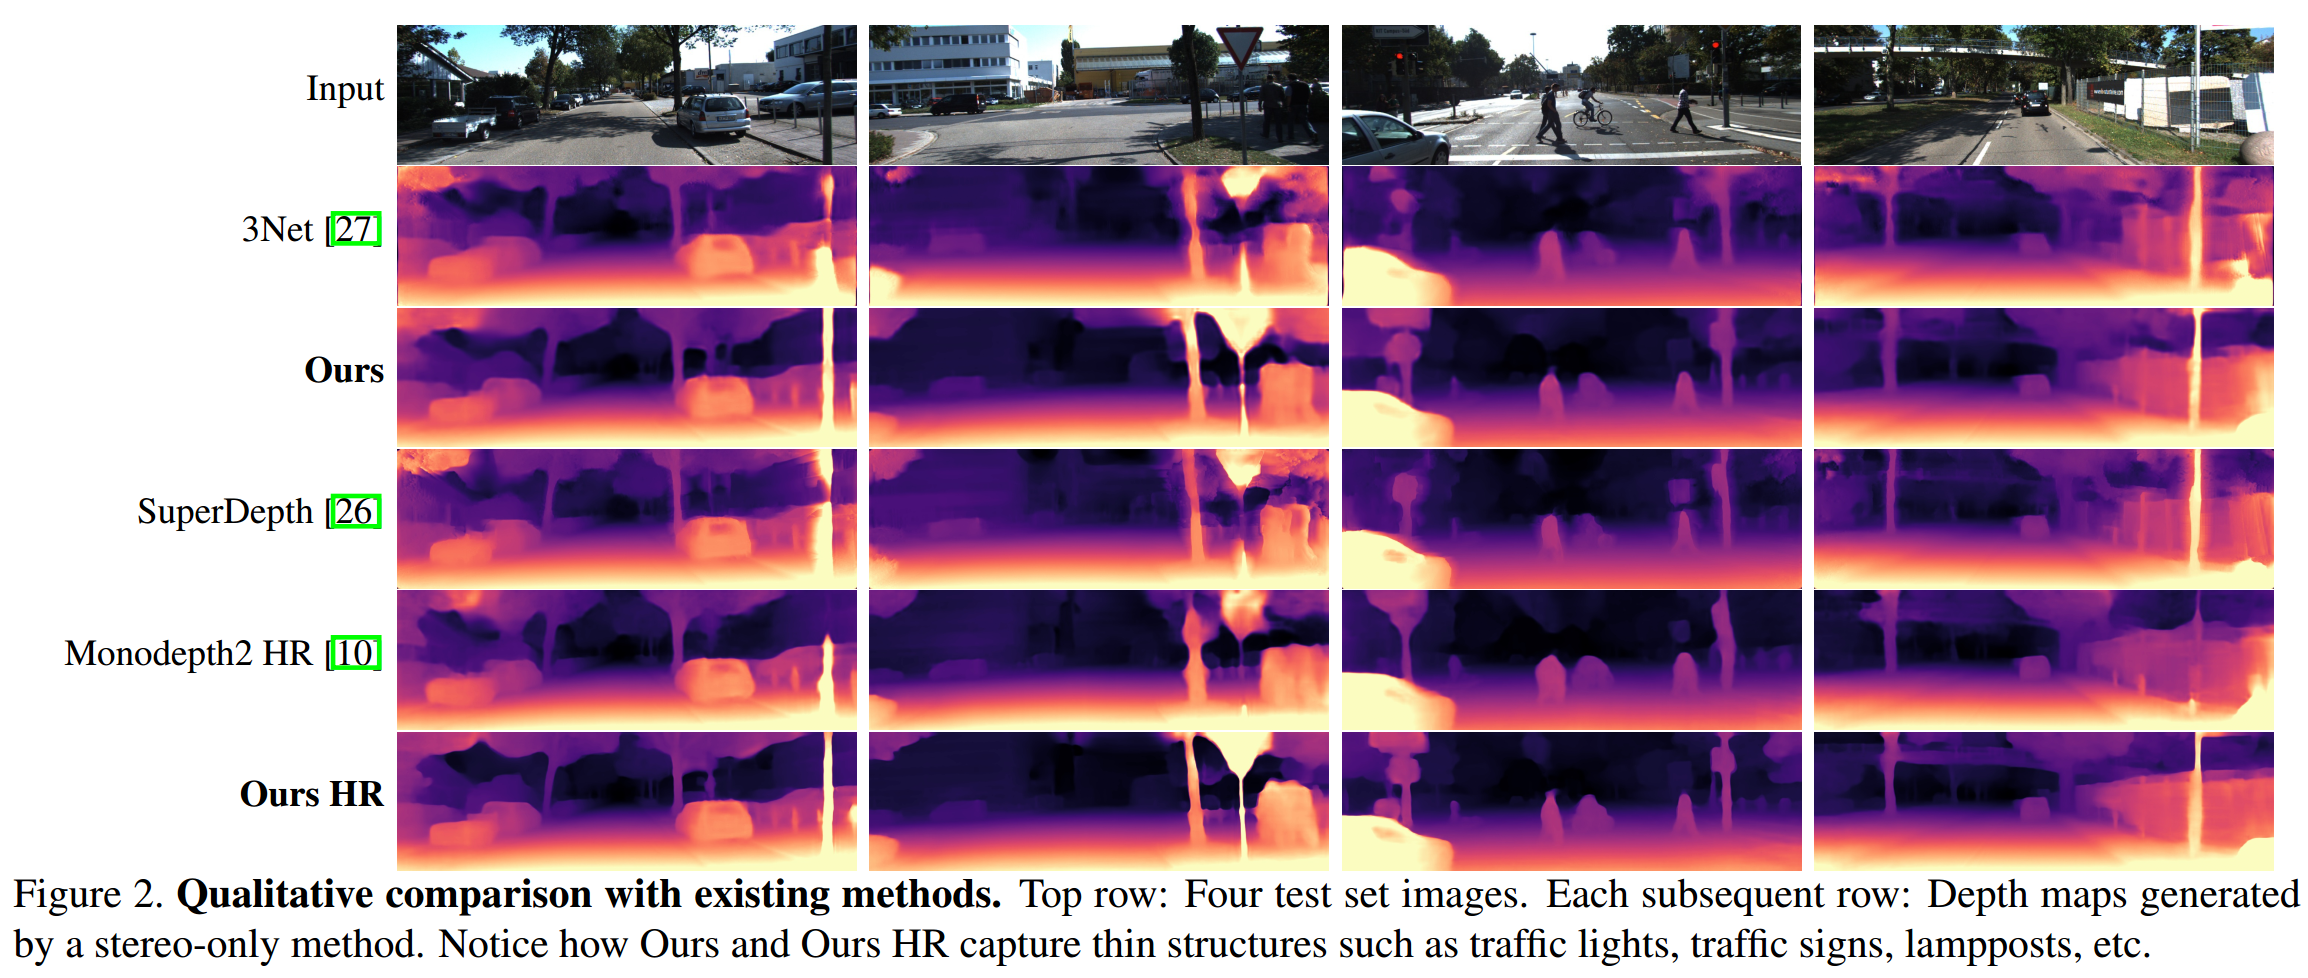 Input
3Net [27]
Ours
SuperDepth [26]
Monodepth2 HR [10]
Ours HR
Figure 2. Qualitative comparison with existing methods. Top row: Four test set images. Each subsequent row: Depth maps generated
by a stereo-only method. Notice how Ours and Ours HR capture thin structures such as traffic lights, traffic signs, lampposts, etc.